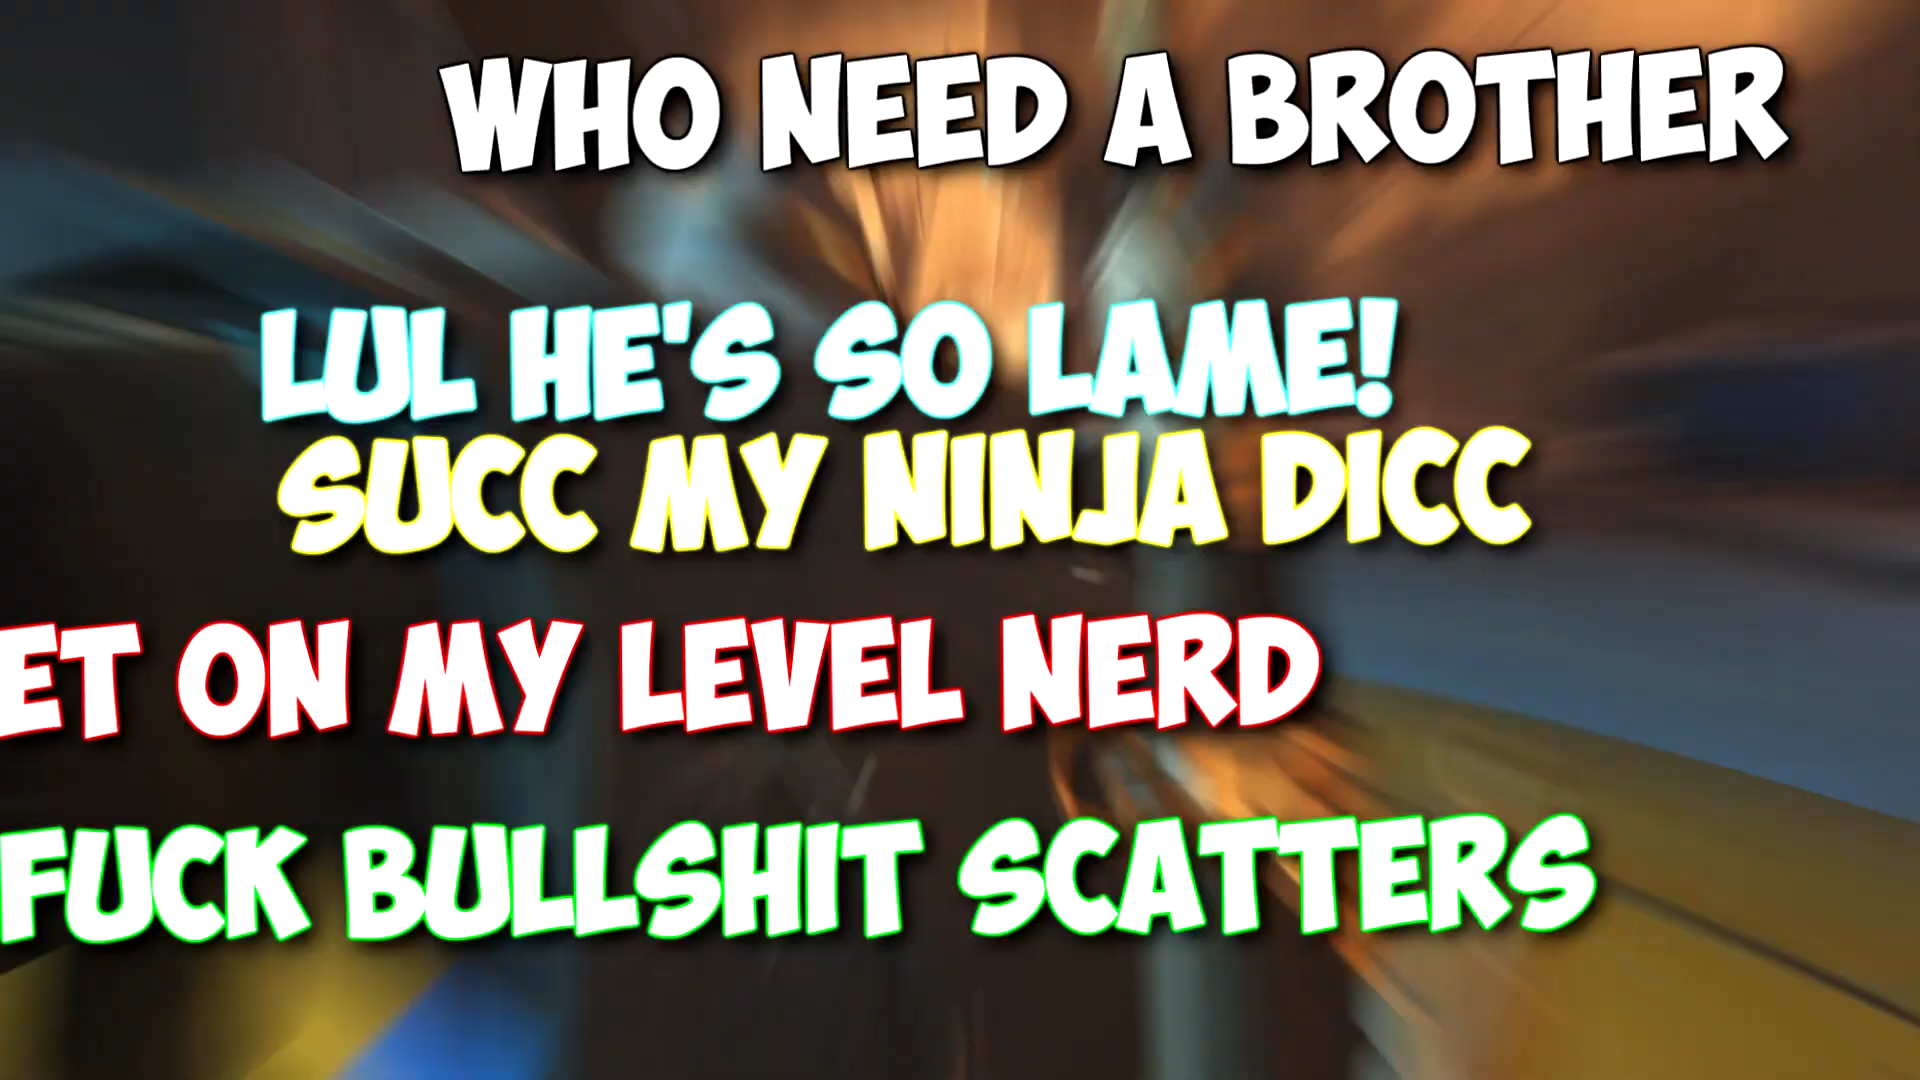 WHO NEED A BROTHER
LUL HE'S SO LAME!
SUCC MY NINJA DICC
ET ON MY LEVEL NERD
FUCK BULLSHIT SCATTERS